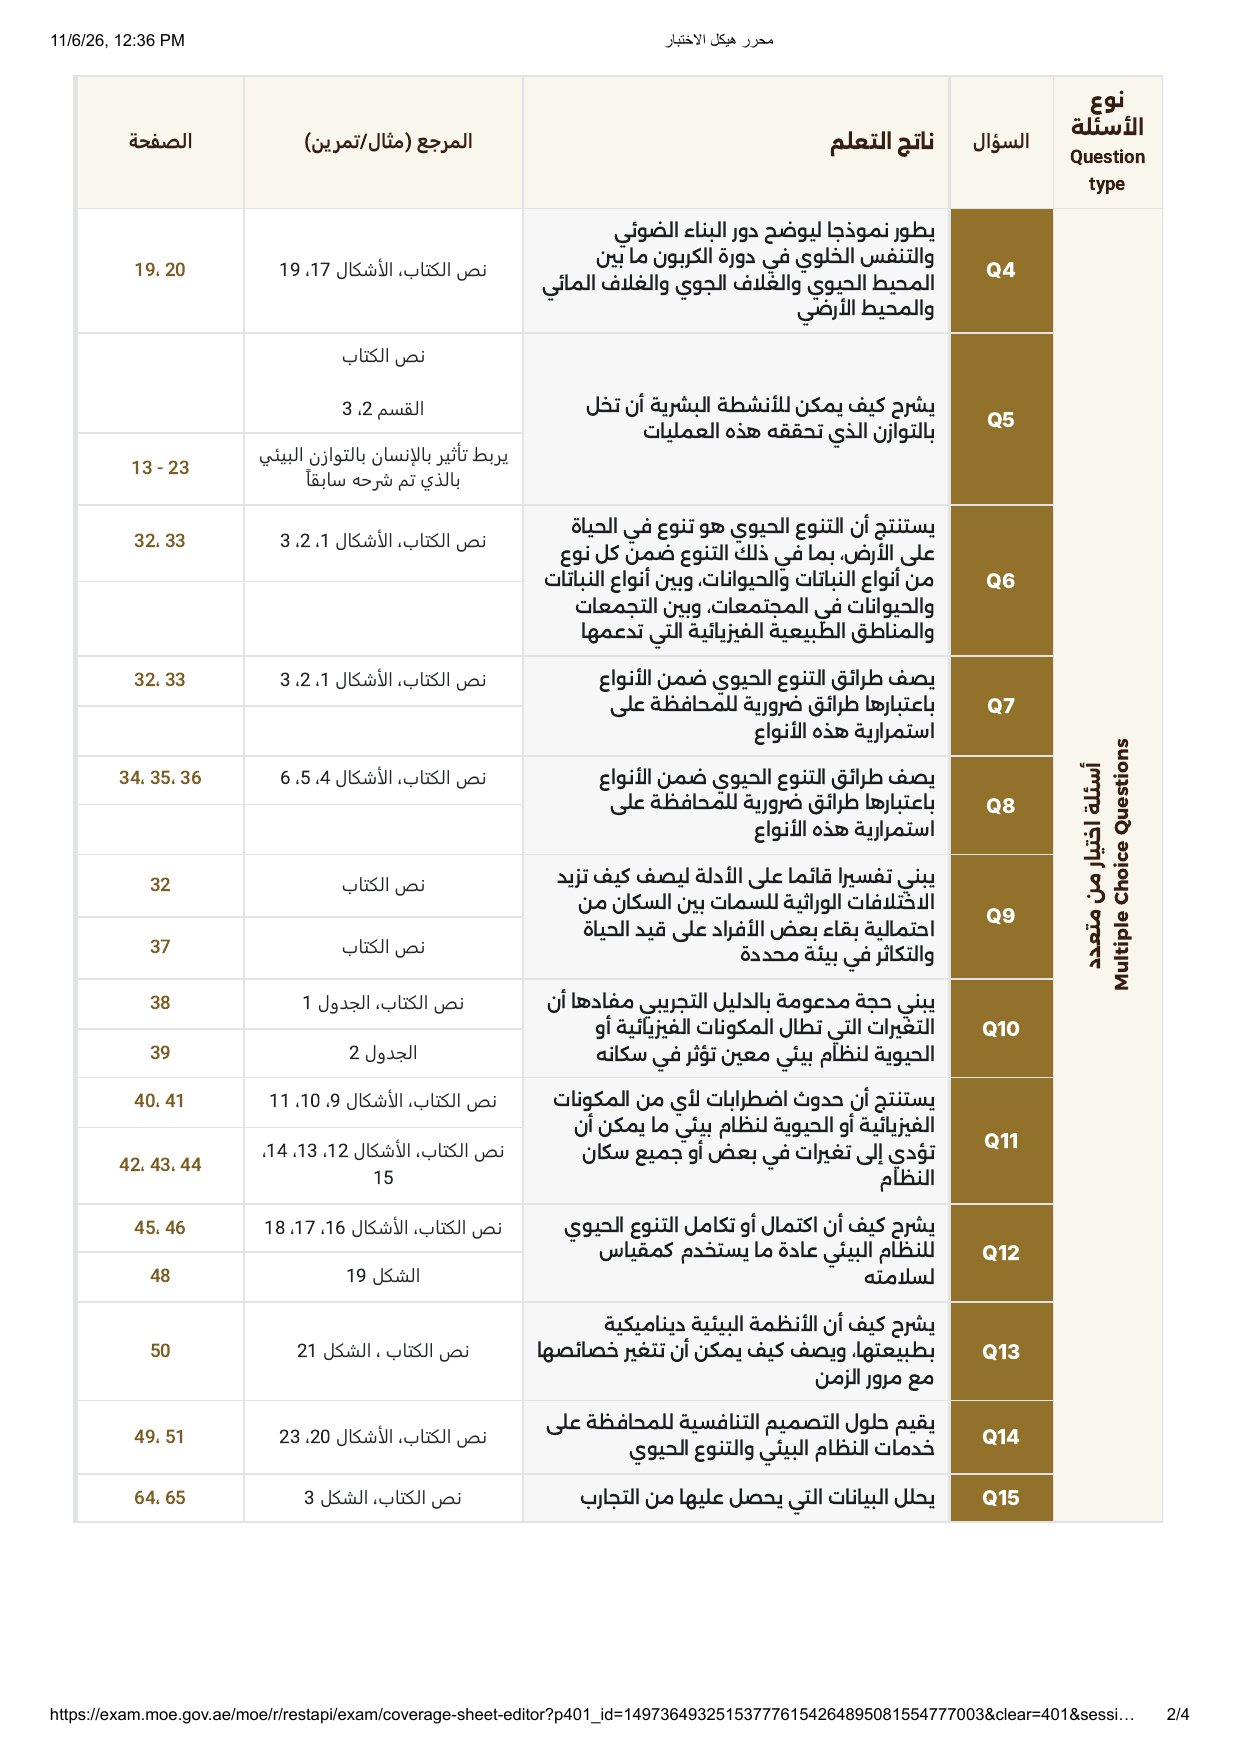 11/6/26, 12:36 PM
محرر هيكل الاختبار
نوع
الأسئلة
Question
type
السؤال
ناتج التعلم
المرجع (مثال/تمرين)
الصفحة
أسئلة اختيار من متعدد
Multiple Choice Questions
Q4
يطور نموذجا ليوضح دور البناء الضوئي
والتنفس الخلوي في دورة الكربون ما بين
المحيط الحيوي والغلاف الجوي والغلاف المائي
والمحيط الأرضي
نص الكتاب، الأشكال 17، 19
19، 20
Q5
يشرح كيف يمكن للأنشطة البشرية أن تخل
بالتوازن الذي تحققه هذه العمليات
نص الكتاب
القسم 2، 3
يربط تأثير بالإنسان بالتوازن البيئي
بالذي تم شرحه سابقاً
13 - 23
Q6
يستنتج أن التنوع الحيوي هو تنوع في الحياة
على الأرض، بما في ذلك التنوع ضمن كل نوع
من أنواع النباتات والحيوانات، وبين أنواع النباتات
والحيوانات في المجتمعات، وبين التجمعات
والمناطق الطبيعية الفيزيائية التي تدعمها
نص الكتاب، الأشكال 1، 2، 3
32، 33
Q7
يصف طرائق التنوع الحيوي ضمن الأنواع
باعتبارها طرائق ضرورية للمحافظة على
استمرارية هذه الأنواع
نص الكتاب، الأشكال 1، 2، 3
32، 33
Q8
يصف طرائق التنوع الحيوي ضمن الأنواع
باعتبارها طرائق ضرورية للمحافظة على
استمرارية هذه الأنواع
نص الكتاب، الأشكال 4، 5، 6
34، 35، 36
Q9
يبني تفسيرا قائما على الأدلة ليصف كيف تزيد
الاختلافات الوراثية للسمات بين السكان من
احتمالية بقاء بعض الأفراد على قيد الحياة
والتكاثر في بيئة محددة
نص الكتاب
32
نص الكتاب
37
Q10
يبني حجة مدعومة بالدليل التجريبي مفادها أن
التغيرات التي تطال المكونات الفيزيائية أو
الحيوية لنظام بيئي معين تؤثر في سكانه
نص الكتاب، الجدول 1
38
الجدول 2
39
Q11
يستنتج أن حدوث اضطرابات لأي من المكونات
الفيزيائية أو الحيوية لنظام بيئي ما يمكن أن
تؤدي إلى تغيرات في بعض أو جميع سكان
النظام
نص الكتاب، الأشكال 9، 10، 11
40، 41
نص الكتاب، الأشكال 12، 13، 14،
15
42، 43، 44
Q12
يشرح كيف أن اكتمال أو تكامل التنوع الحيوي
للنظام البيئي عادة ما يستخدم كمقياس
لسلامته
نص الكتاب، الأشكال 16، 17، 18
45، 46
الشكل 19
48
Q13
يشرح كيف أن الأنظمة البيئية ديناميكية
بطبيعتها، ويصف كيف يمكن أن تتغير خصائصها
مع مرور الزمن
نص الكتاب ، الشكل 21
50
Q14
يقيم حلول التصميم التنافسية للمحافظة على
خدمات النظام البيئي والتنوع الحيوي
نص الكتاب، الأشكال 20، 23
49، 51
Q15
يحلل البيانات التي يحصل عليها من التجارب
نص الكتاب، الشكل 3
64، 65
https://exam.moe.gov.ae/moe/r/restapi/exam/coverage-sheet-editor?p401_id=149736493251537776154264895081554777003&clear=401&sessi…
2/4